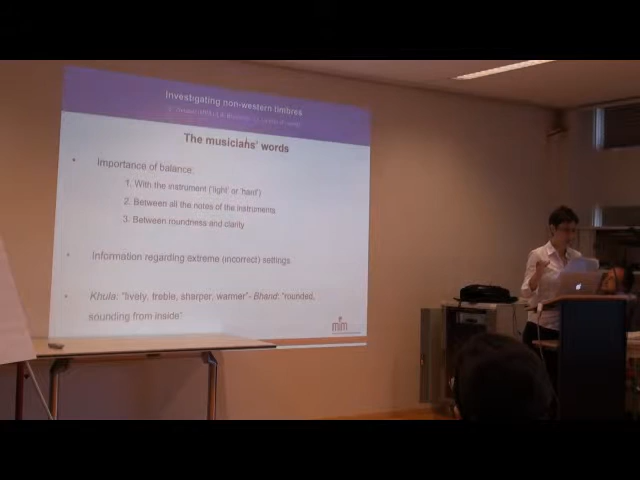 Investigating non-western timbres
The musicians' words
• Importance of balance:
1. With the instrument ('light' or 'hard')
2. Between all the notes of the instruments
3. Between roundness and clarity
• Information regarding extreme (incorrect) settings
• Khula: "lively, treble, sharper, warmer"- Bhand: "rounded,
sounding from inside"
mim